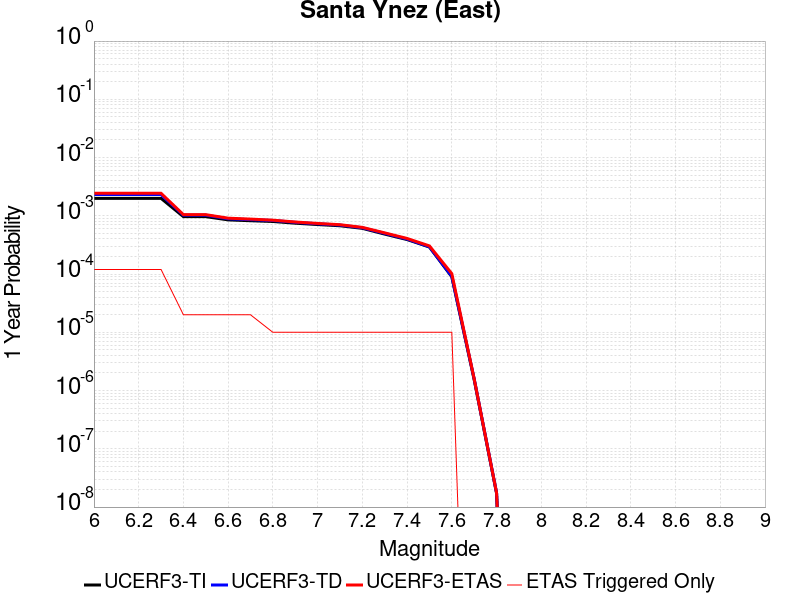 Santa Ynez (East)
10^0
10^-1
10^-2
10^-3
10^-4
10^-5
10^-6
10^-7
10^-8
1 Year Probability
6 6.2 6.4 6.6 6.8 7 7.2 7.4 7.6 7.8 8 8.2 8.4 8.6 8.8 9
Magnitude
UCERF3-TI UCERF3-TD UCERF3-ETAS ETAS Triggered Only